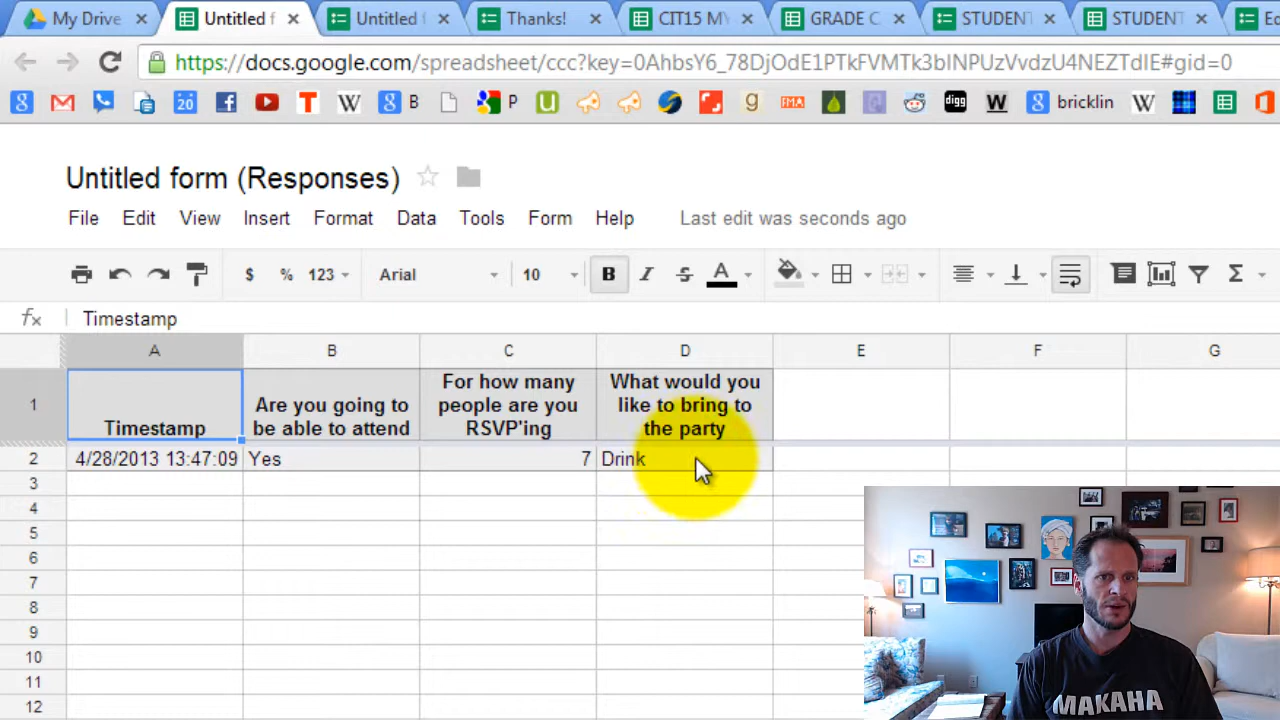 My Drive
Untitled f
Untitled f
Thanks!
CIT15 MY
GRADE C
STUDENT
STUDENT
Ed
https://docs.google.com/spreadsheet/ccc?key=0AhbsY6_78DjOdE1PTkFVMTk3blNPUzVvdzU4NEZTdlE#gid=0
B
P
bricklin
Untitled form (Responses)
File Edit View Insert Format Data Tools Form Help Last edit was seconds ago
$ % 123 Arial 10 B I S A Σ
fx Timestamp
A B C D E F G
1
Timestamp
Are you going to
be able to attend
For how many
people are you
RSVP'ing
What would you
like to bring to
the party
2 4/28/2013 13:47:09 Yes 7 Drink
3
4
5
6
7
8
9
10
11
12
MAKAHA